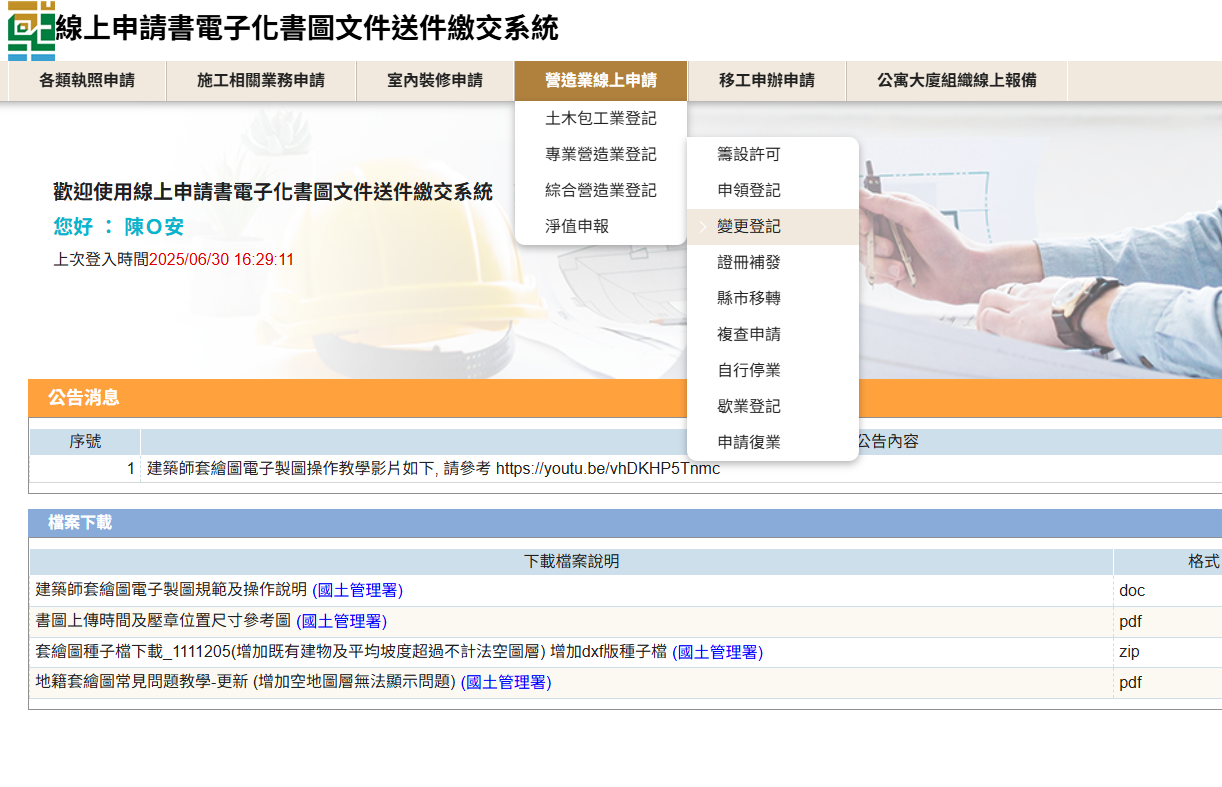 線上申請書電子化書圖文件送件繳交系統
各類執照申請 施工相關業務申請 室內裝修申請 營造業線上申請 移工申辦申請 公寓大廈組織線上報備
土木包工業登記
專業營造業登記
綜合營造業登記
淨值申報
籌設許可
申領登記
變更登記
證冊補發
縣市移轉
複查申請
自行停業
歇業登記
申請復業
歡迎使用線上申請書電子化書圖文件送件繳交系統
您好 : 陳O安
上次登入時間2025/06/30 16:29:11
公告消息
序號 公告內容
1 建築師套繪圖電子製圖操作教學影片如下, 請參考 https://youtu.be/vhDKHP5Tnmc
檔案下載
下載檔案說明 格式
建築師套繪圖電子製圖規範及操作說明 (國土管理署) doc
書圖上傳時間及壓章位置尺寸參考圖 (國土管理署) pdf
套繪圖種子檔下載_1111205(增加既有建物及平均坡度超過不計法空圖層) 增加dxf版種子檔 (國土管理署) zip
地籍套繪圖常見問題教學-更新 (增加空地圖層無法顯示問題) (國土管理署) pdf